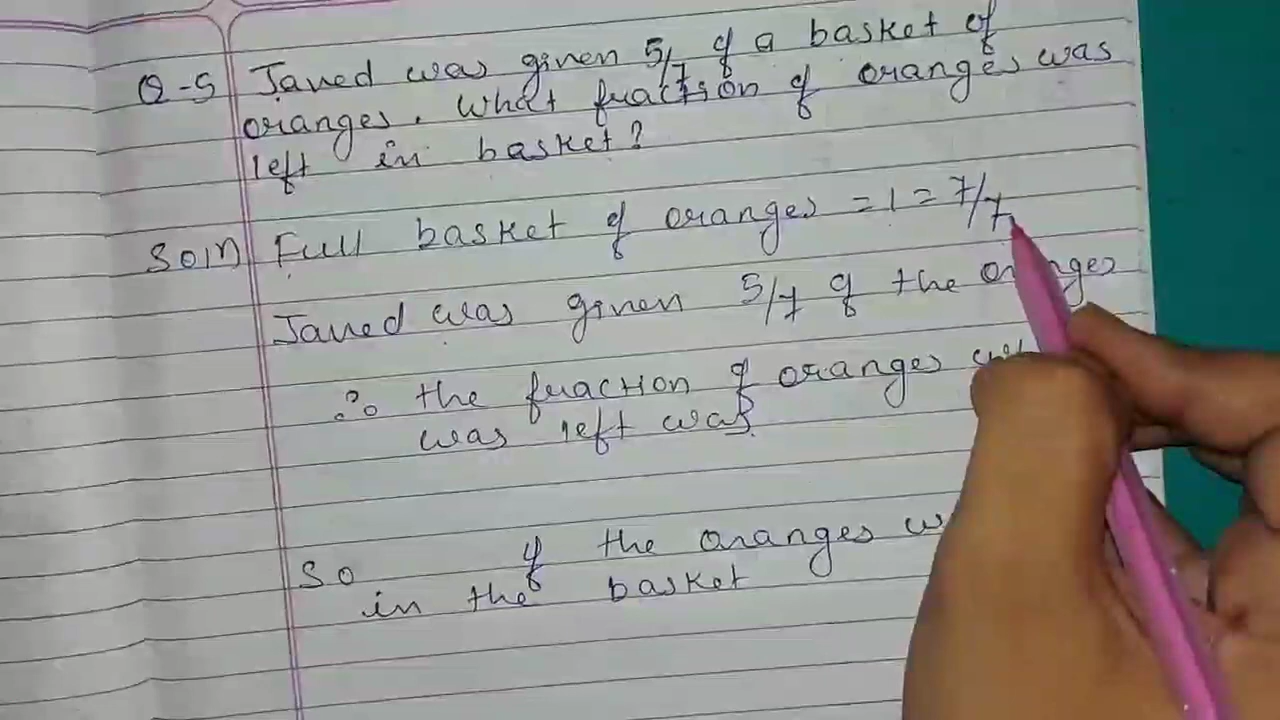 Q-5 Javed was given 5/7 of a basket of
oranges. What fraction of oranges was
left in basket?
Soln Full basket of oranges = 1 = 7/7
Javed was given 5/7 of the oranges
∴ the fraction of oranges
was left was
So of the oranges
in the basket